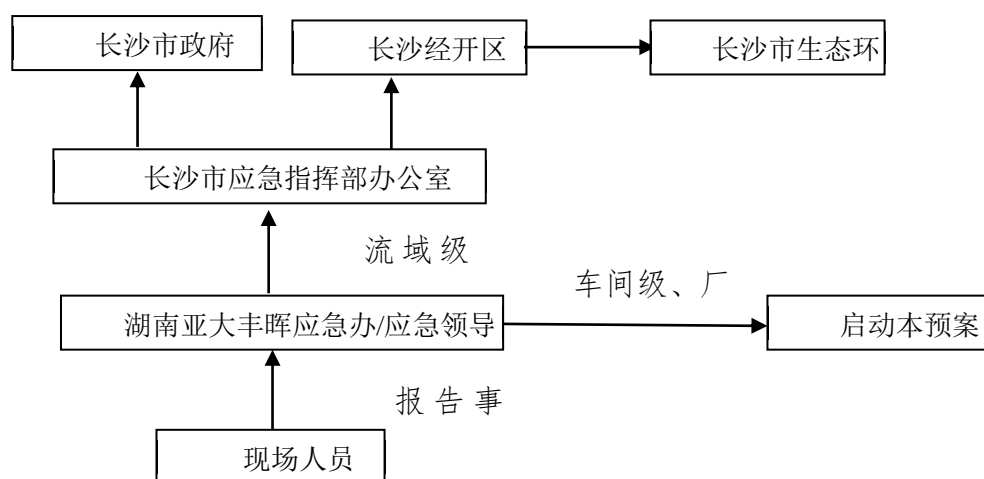 长沙市政府
长沙经开区
长沙市生态环
长沙市应急指挥部办公室
流域级
车间级、厂
湖南亚大丰晖应急办/应急领导
启动本预案
报告事
现场人员